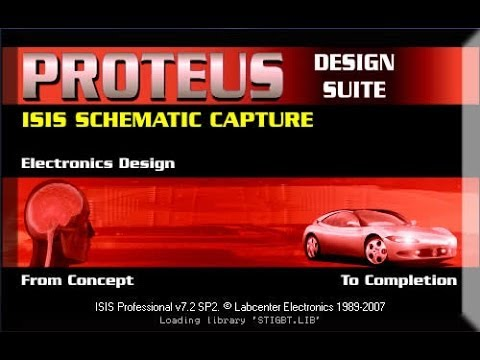 PROTEUS DESIGN
SUITE
ISIS SCHEMATIC CAPTURE
Electronics Design
From Concept To Completion
ISIS Professional v7.2 SP2. © Labcenter Electronics 1989-2007
Loading library 'STIGBT.LIB'